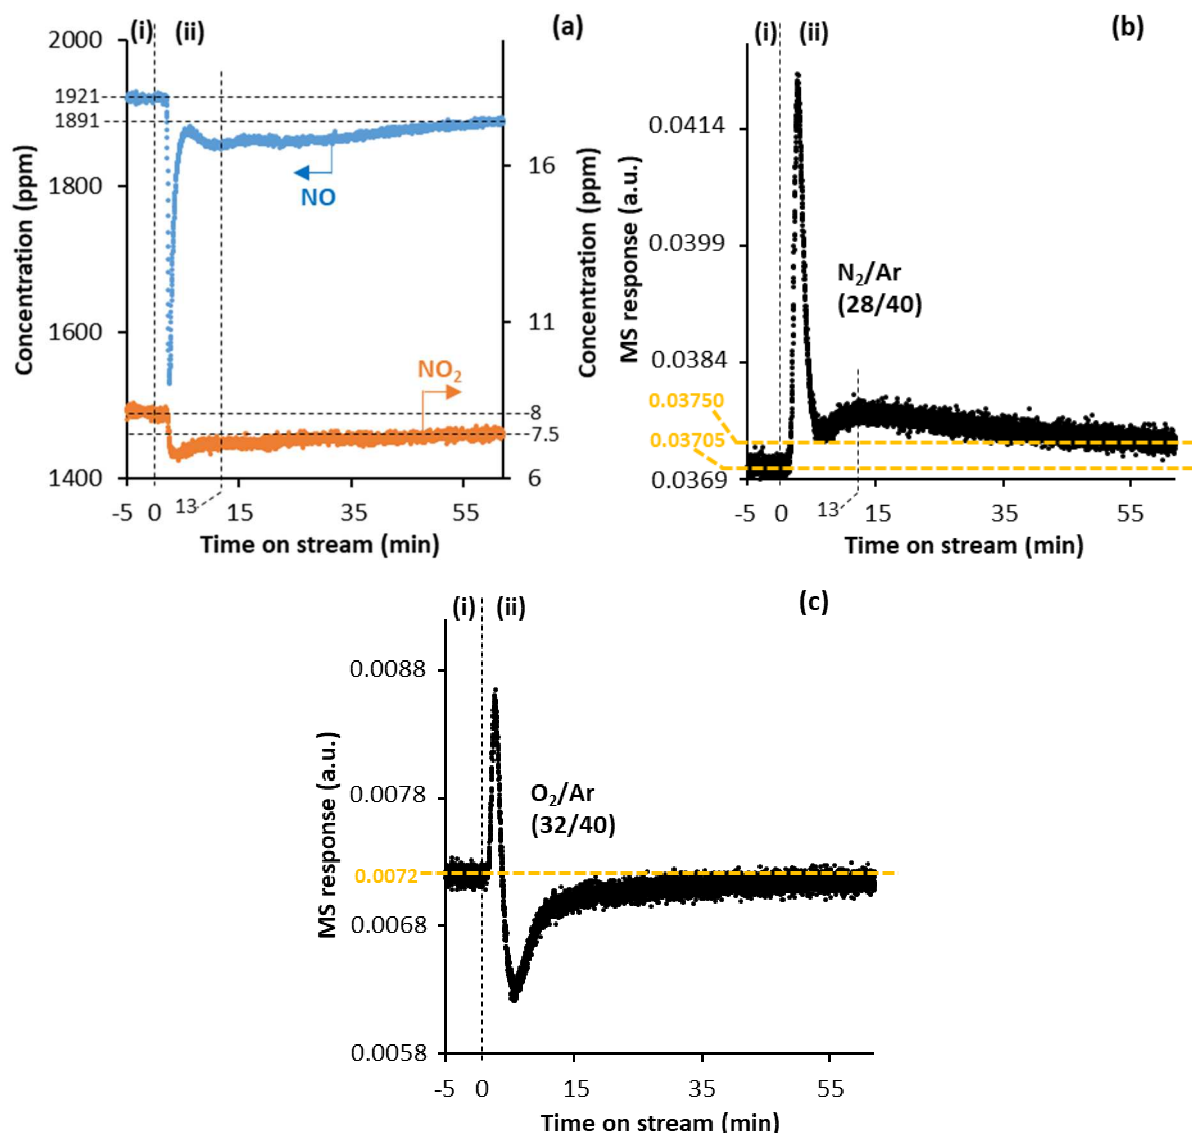 (i) (ii) (a)
2000
1921
1891
1800
1600
1400
16
11
8
7.5
6
NO
NO₂
Concentration (ppm)
Concentration (ppm)
-5 0 13 15 35 55
Time on stream (min)
(i) (ii) (b)
0.0414
0.0399
0.0384
0.03750
0.03705
0.0369
N₂/Ar
(28/40)
MS response (a.u.)
-5 0 13 15 35 55
Time on stream (min)
(i) (ii) (c)
0.0088
0.0078
0.0072
0.0068
0.0058
O₂/Ar
(32/40)
MS response (a.u.)
-5 0 15 35 55
Time on stream (min)